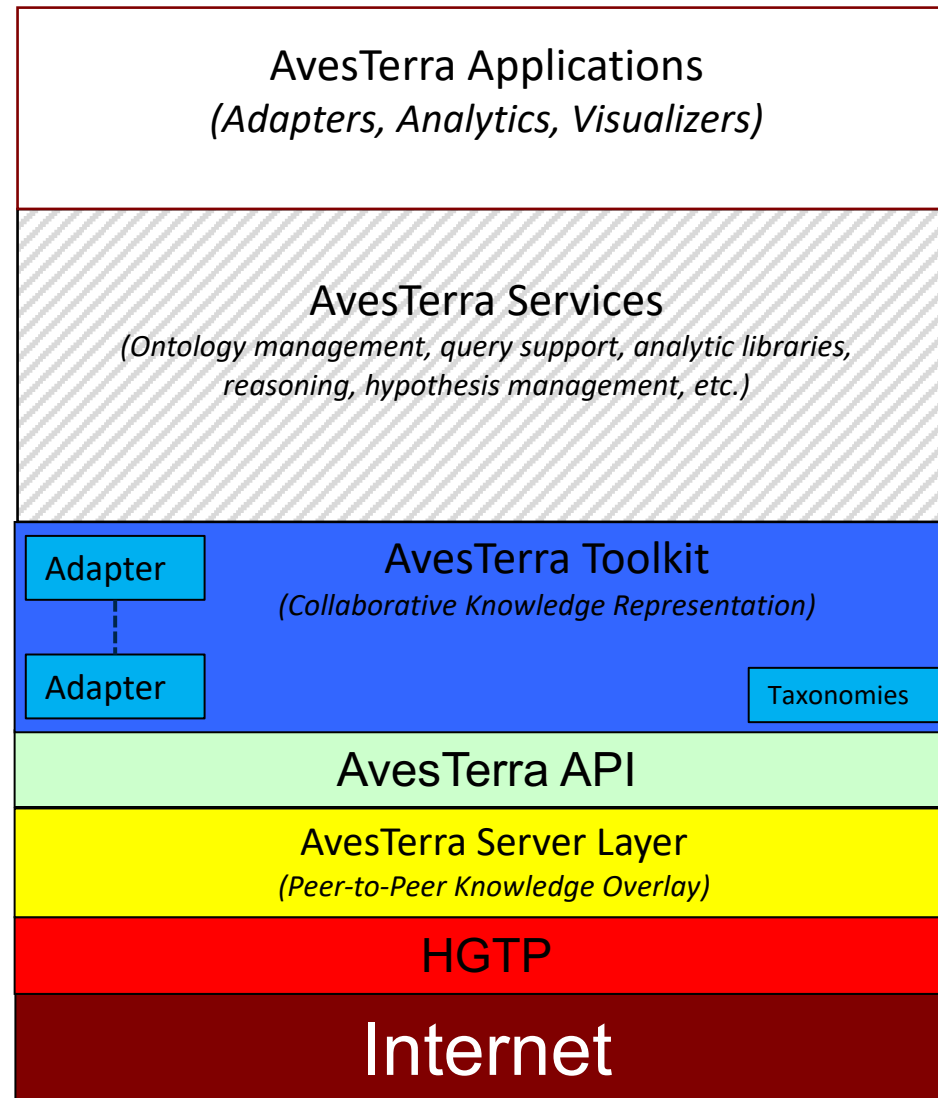 AvesTerra Applications
(Adapters, Analytics, Visualizers)
AvesTerra Services
(Ontology management, query support, analytic libraries,
reasoning, hypothesis management, etc.)
Adapter
AvesTerra Toolkit
(Collaborative Knowledge Representation)
Adapter
Taxonomies
AvesTerra API
AvesTerra Server Layer
(Peer-to-Peer Knowledge Overlay)
HGTP
Internet